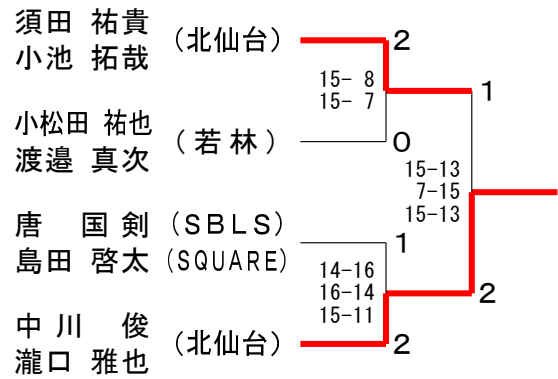 須田 祐貴
小池 拓哉
(北仙台)
2
15- 8
15- 7
1
小松田 祐也
渡邉 真次
(若林)
0
15-13
7-15
15-13
唐 国剣 (SBLS)
島田 啓太 (SQUARE)
1
14-16
16-14
15-11
2
中川 俊
瀧口 雅也
(北仙台)
2